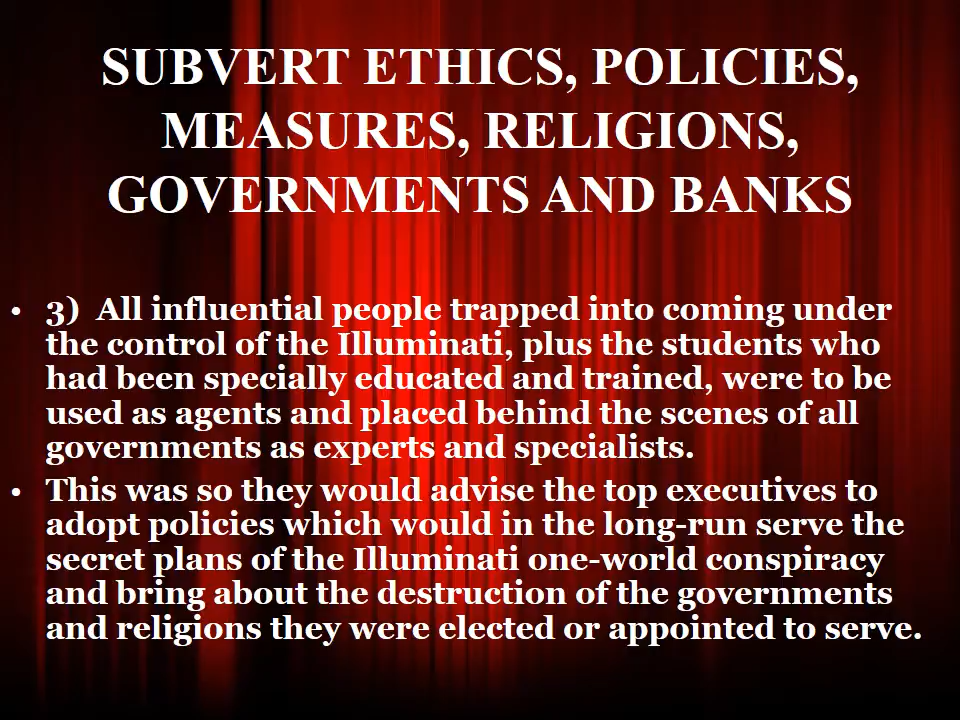 SUBVERT ETHICS, POLICIES,
MEASURES, RELIGIONS,
GOVERNMENTS AND BANKS
• 3)  All influential people trapped into coming under
the control of the Illuminati, plus the students who
had been specially educated and trained, were to be
used as agents and placed behind the scenes of all
governments as experts and specialists.
• This was so they would advise the top executives to
adopt policies which would in the long-run serve the
secret plans of the Illuminati one-world conspiracy
and bring about the destruction of the governments
and religions they were elected or appointed to serve.